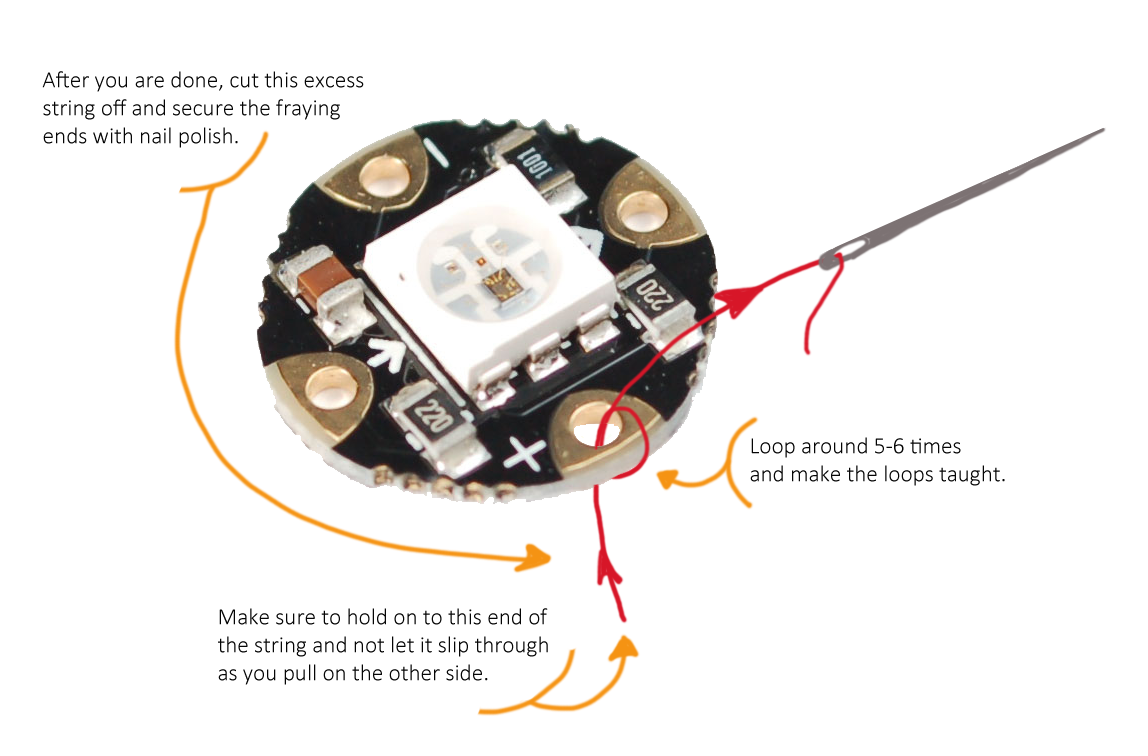 After you are done, cut this excess
string off and secure the fraying
ends with nail polish.
1001
220
220
Loop around 5-6 times
and make the loops taught.
Make sure to hold on to this end of
the string and not let it slip through
as you pull on the other side.